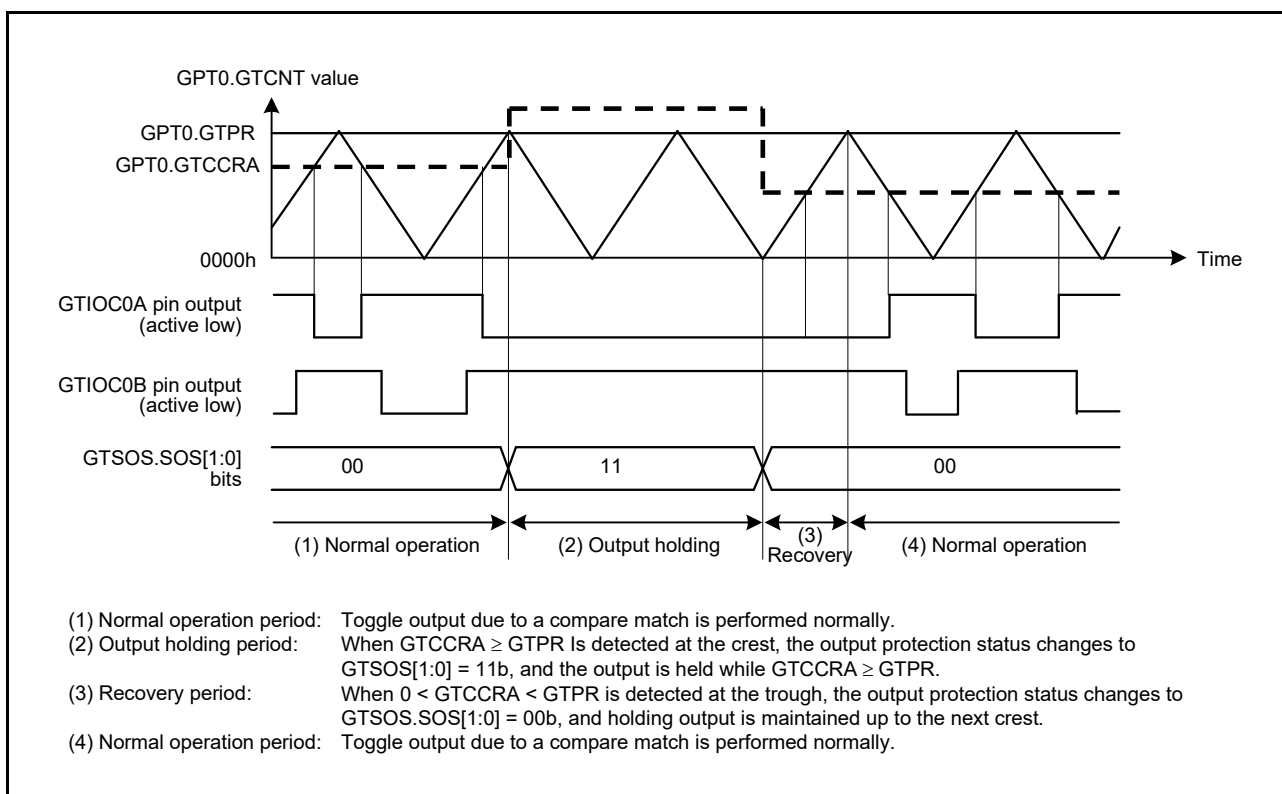 GPT0.GTCNT value
GPT0.GTPR
GPT0.GTCCRA
0000h
Time
GTIOC0A pin output
(active low)
GTIOC0B pin output
(active low)
GTSOS.SOS[1:0]
bits
00
11
00
(1) Normal operation
(2) Output holding
(3)
Recovery
(4) Normal operation
(1) Normal operation period: Toggle output due to a compare match is performed normally.
(2) Output holding period: When GTCCRA ≥ GTPR Is detected at the crest, the output protection status changes to
GTSOS[1:0] = 11b, and the output is held while GTCCRA ≥ GTPR.
(3) Recovery period: When 0 < GTCCRA < GTPR is detected at the trough, the output protection status changes to
GTSOS.SOS[1:0] = 00b, and holding output is maintained up to the next crest.
(4) Normal operation period: Toggle output due to a compare match is performed normally.